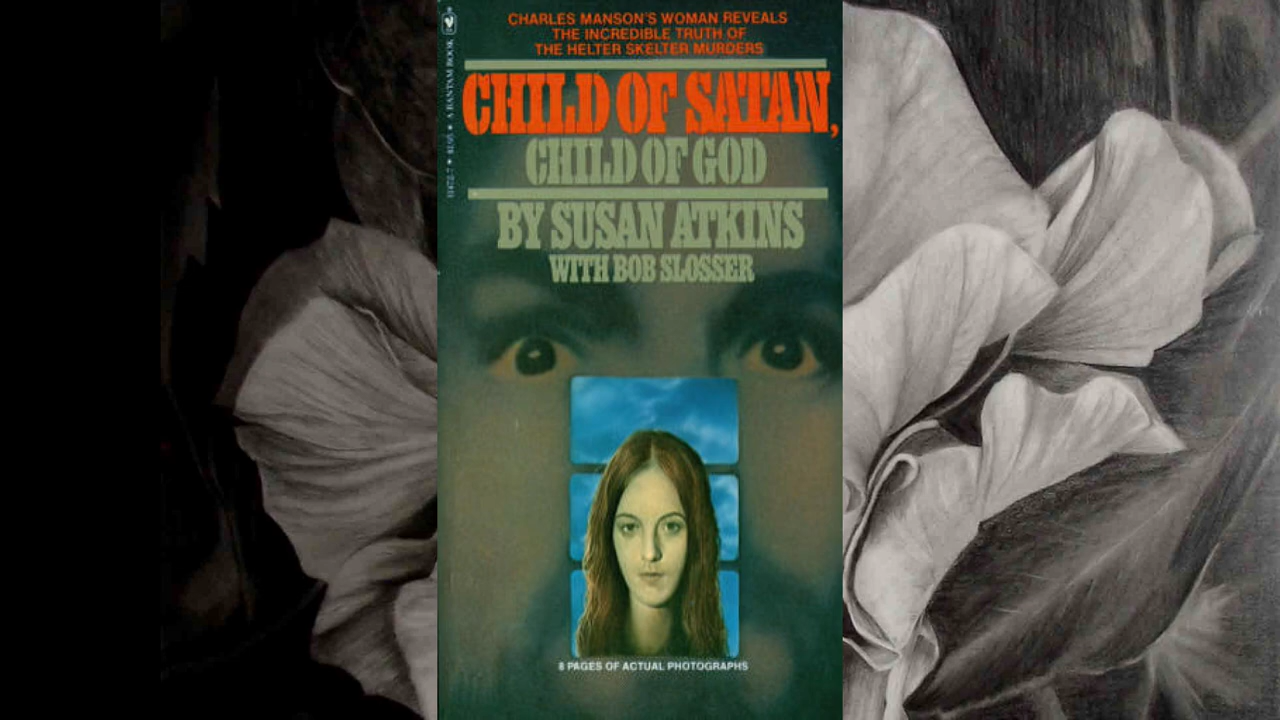 CHARLES MANSON'S WOMAN REVEALS
THE INCREDIBLE TRUTH OF
THE HELTER SKELTER MURDERS
CHILD OF SATAN,
CHILD OF GOD
BY SUSAN ATKINS
WITH BOB SLOSSER
8 PAGES OF ACTUAL PHOTOGRAPHS
A BANTAM BOOK